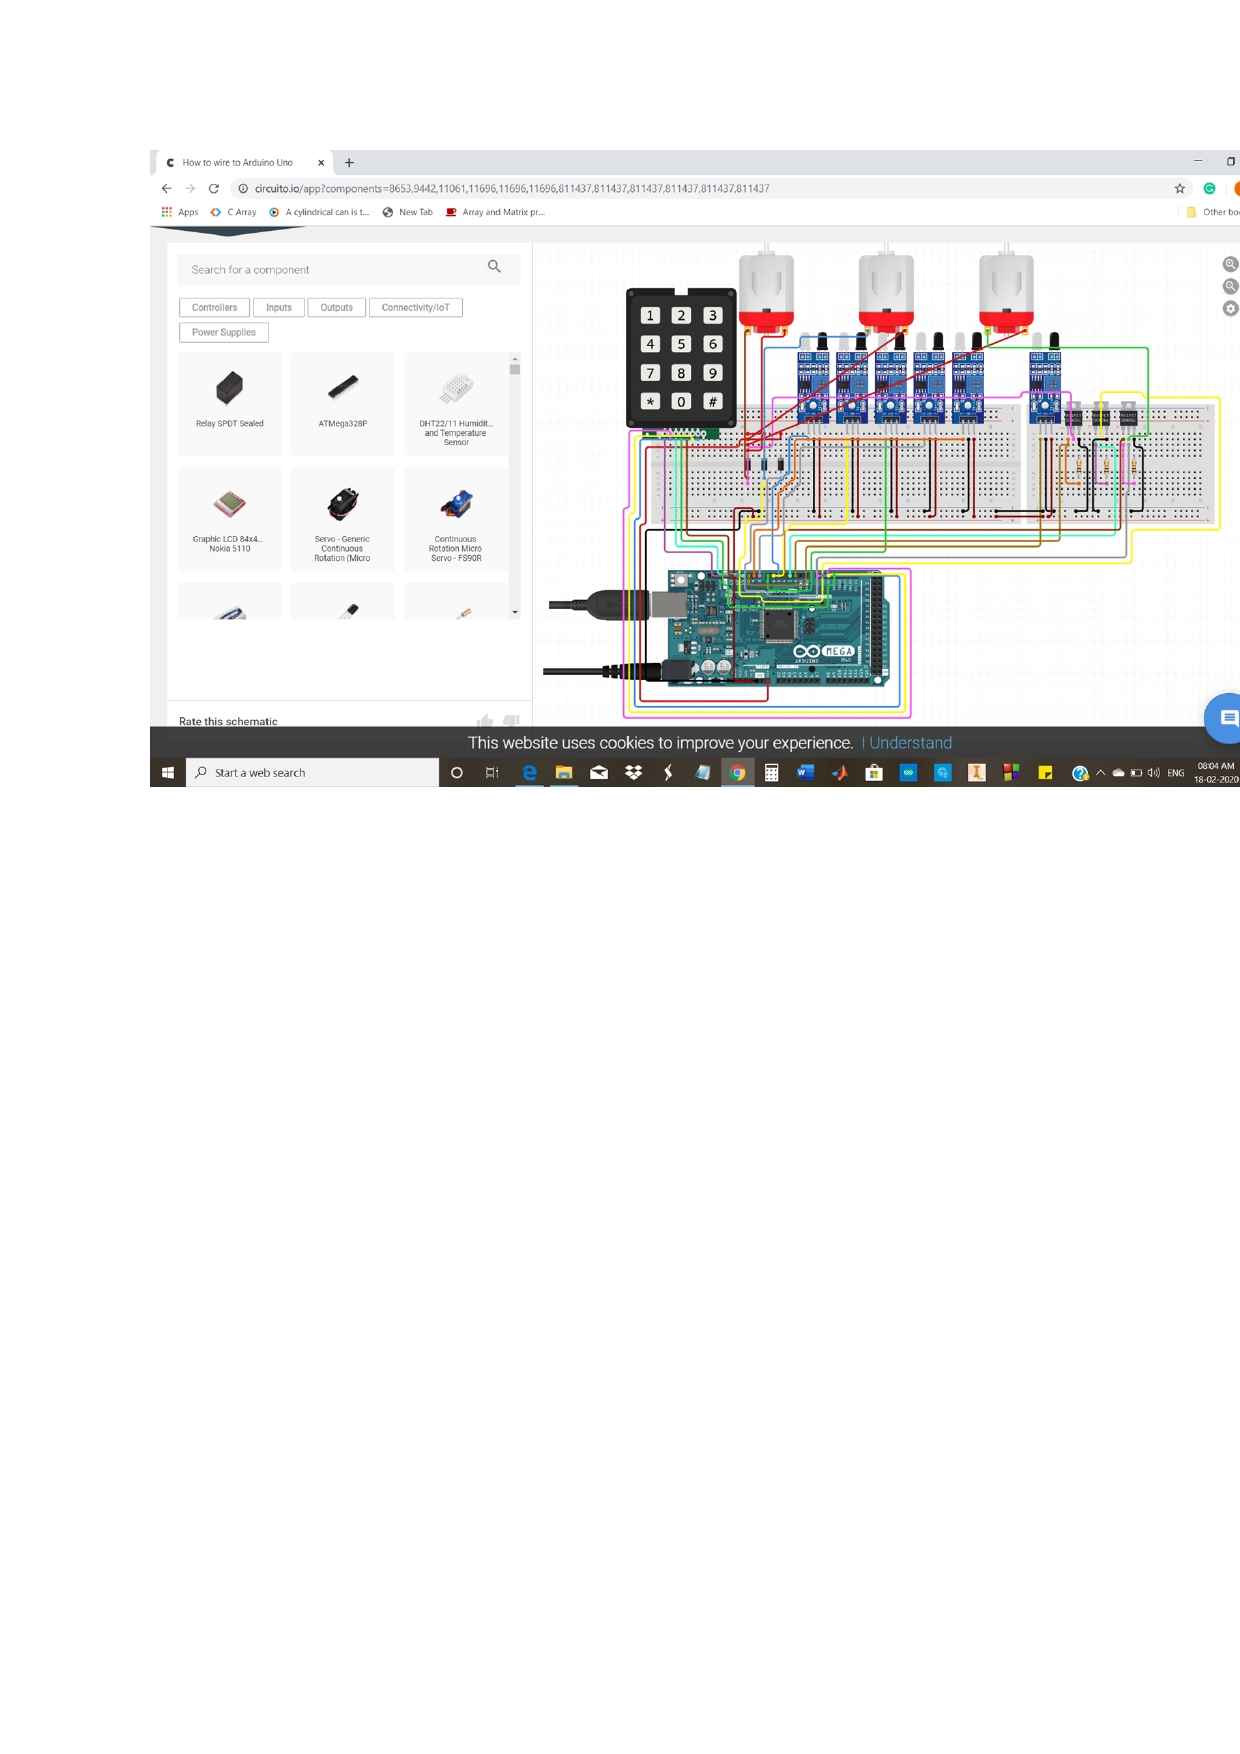 How to wire to Arduino Uno
circuito.io/app?components=8653,9442,11061,11696,11696,11696,811437,811437,811437,811437,811437,811437
Apps
C Array
A cylindrical can is t...
New Tab
Array and Matrix pr...
Other
Search for a component
Controllers
Inputs
Outputs
Connectivity/IoT
Power Supplies
Relay SPDT Sealed
ATMega328P
DHT22/11 Humidit...
and Temperature
Sensor
Graphic LCD 84x4...
Nokia 5110
Servo - Generic
Continuous
Rotation (Micro
Continuous
Rotation Micro
Servo - FS90R
1 2 3
4 5 6
7 8 9
* 0 #
MEGA
ARDUINO
Rate this schematic
This website uses cookies to improve your experience. I Understand
Start a web search
ENG
08:04 AM
18-02-2020